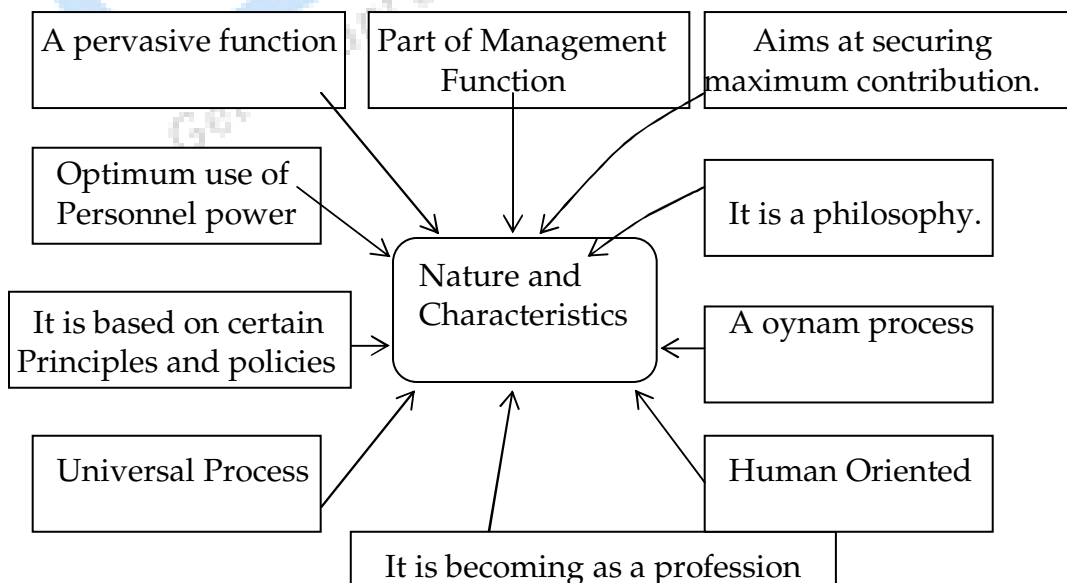 A pervasive function
Part of Management
Function
Aims at securing
maximum contribution.
Optimum use of
Personnel power
It is a philosophy.
Nature and
Characteristics
It is based on certain
Principles and policies
A oynam process
Universal Process
Human Oriented
It is becoming as a profession